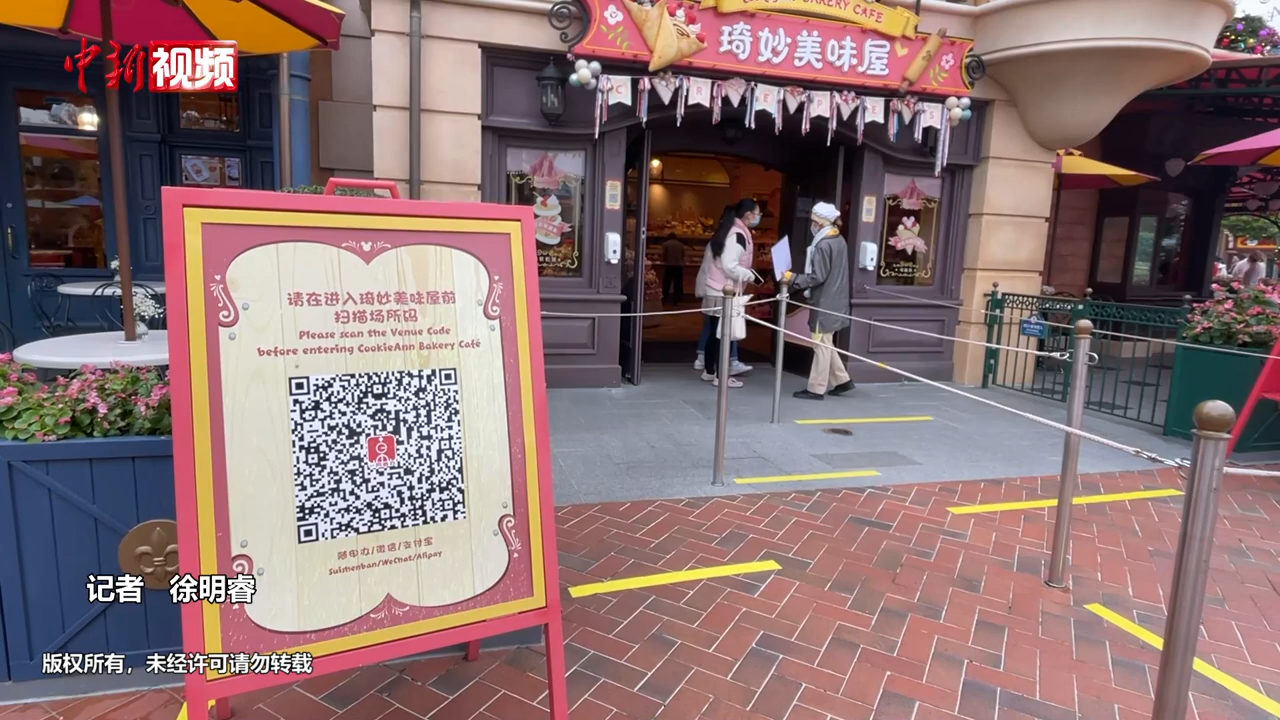 中新视频
BAKERY CAFE
琦妙美味屋
CREPES
请在进入琦妙美味屋前
扫描场所码
Please scan the Venue Code
before entering CookieAnn Bakery Café
随申办/微信/支付宝
Suishenban/WeChat/Alipay
记者 徐明睿
版权所有，未经许可请勿转载